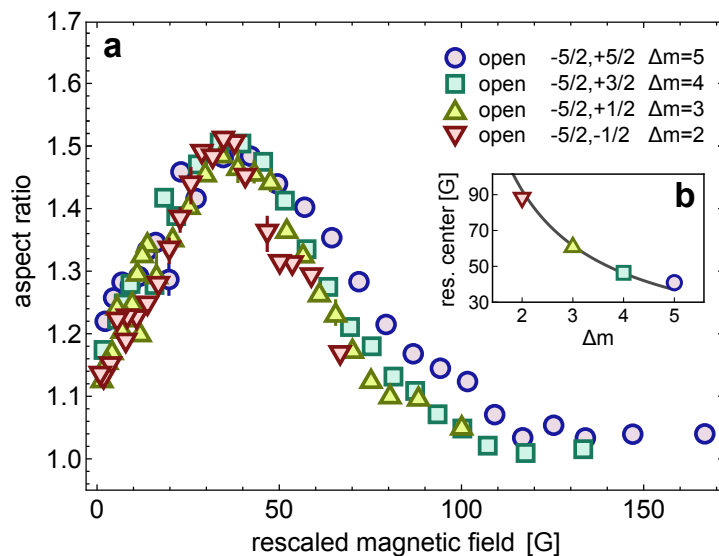 a
open -5/2,+5/2 Δm=5
open -5/2,+3/2 Δm=4
open -5/2,+1/2 Δm=3
open -5/2,-1/2 Δm=2
aspect ratio
1.7
1.6
1.5
1.4
1.3
1.2
1.1
1.0
b
res. center [G]
90
70
50
30
2 3 4 5
Δm
0 50 100 150
rescaled magnetic field [G]